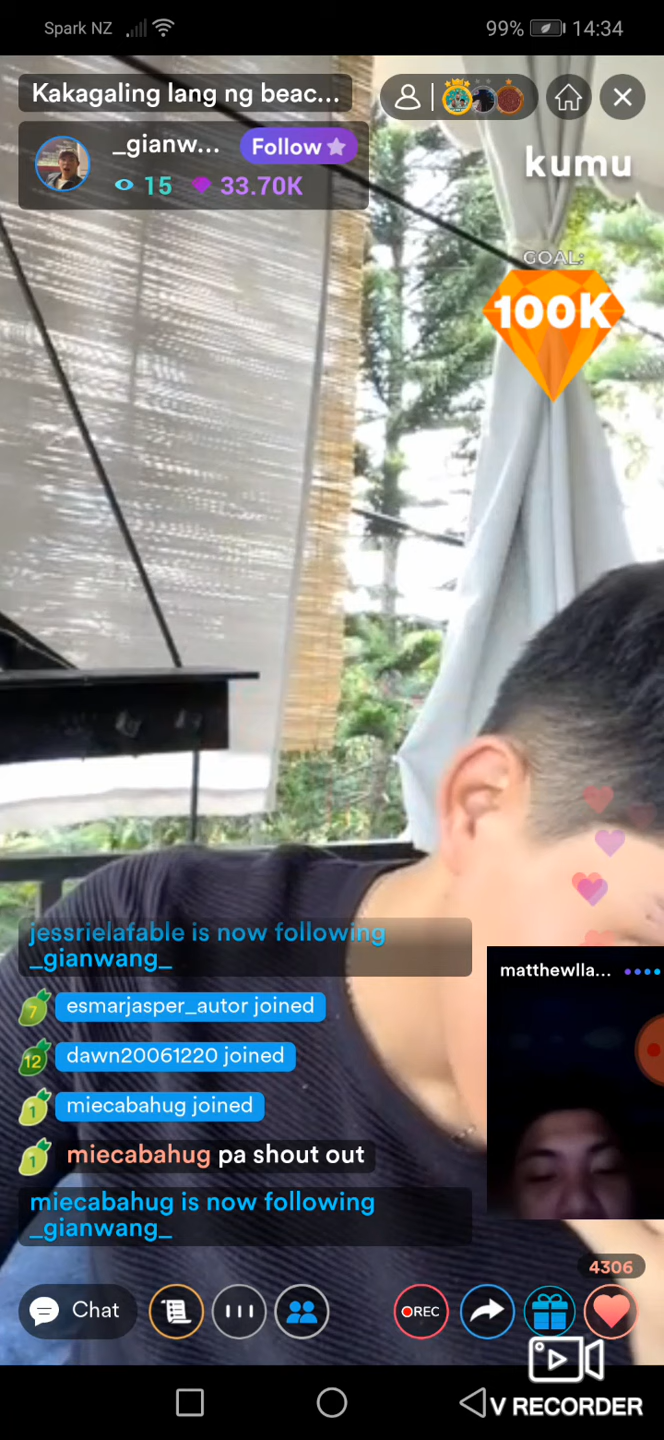 Spark NZ
99%
14:34
Kakagaling lang ng beac...
_gianw...
Follow
15
33.70K
kumu
GOAL:
100K
jessrielafable is now following
_gianwang_
7
esmarjasper_autor joined
12
dawn20061220 joined
1
miecabahug joined
1
miecabahug pa shout out
miecabahug is now following
_gianwang_
matthewlla...
4306
Chat
REC
V RECORDER